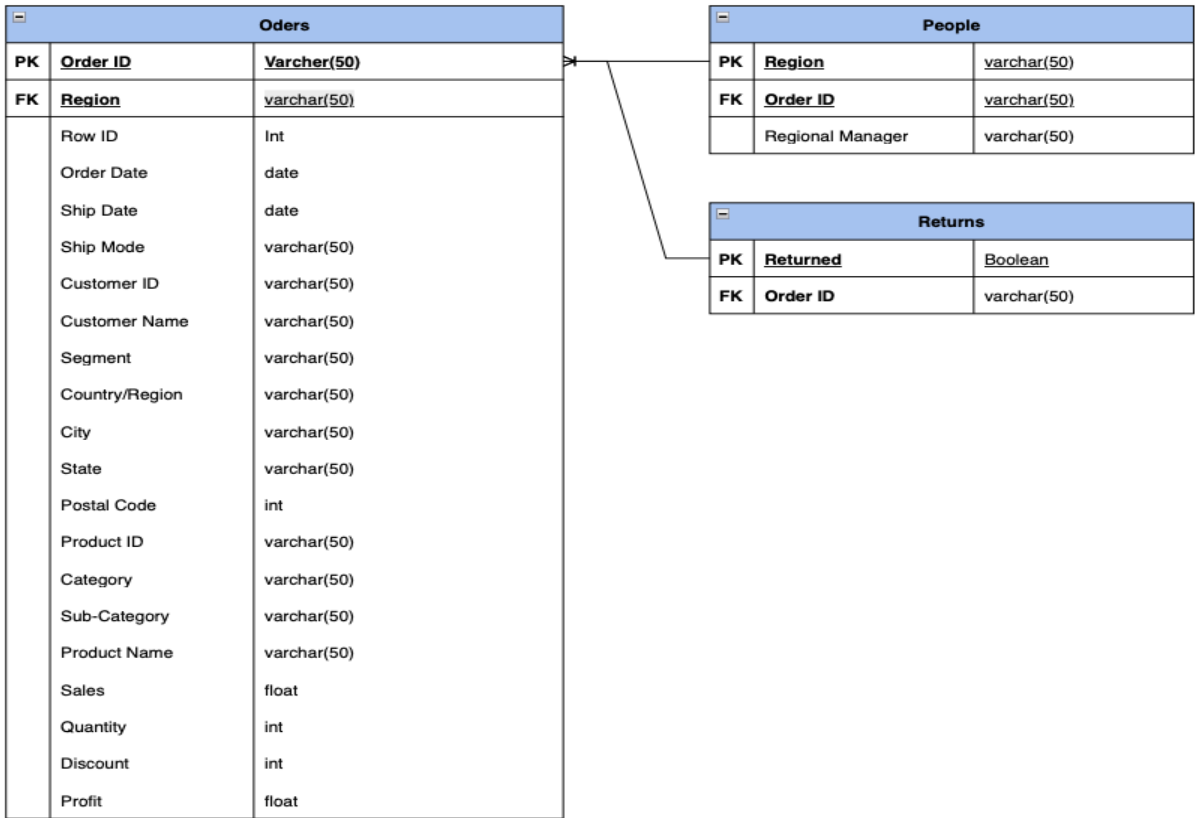 Oders
PK Order ID Varcher(50)
FK Region varchar(50)
Row ID Int
Order Date date
Ship Date date
Ship Mode varchar(50)
Customer ID varchar(50)
Customer Name varchar(50)
Segment varchar(50)
Country/Region varchar(50)
City varchar(50)
State varchar(50)
Postal Code int
Product ID varchar(50)
Category varchar(50)
Sub-Category varchar(50)
Product Name varchar(50)
Sales float
Quantity int
Discount int
Profit float
People
PK Region varchar(50)
FK Order ID varchar(50)
Regional Manager varchar(50)
Returns
PK Returned Boolean
FK Order ID varchar(50)